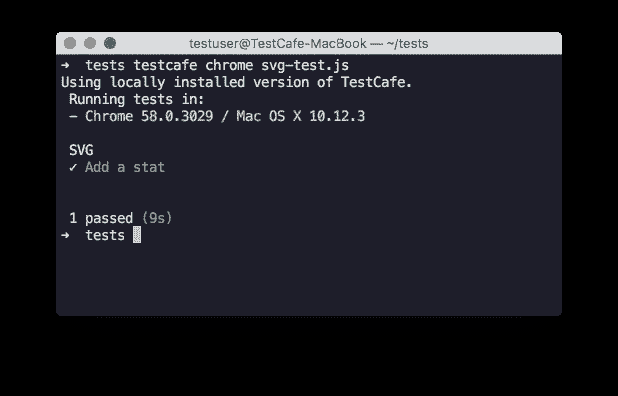 testuser@TestCafe-MacBook — ~/tests
➜  tests testcafe chrome svg-test.js
Using locally installed version of TestCafe.
Running tests in:
- Chrome 58.0.3029 / Mac OS X 10.12.3
SVG
✓ Add a stat
1 passed (9s)
➜  tests